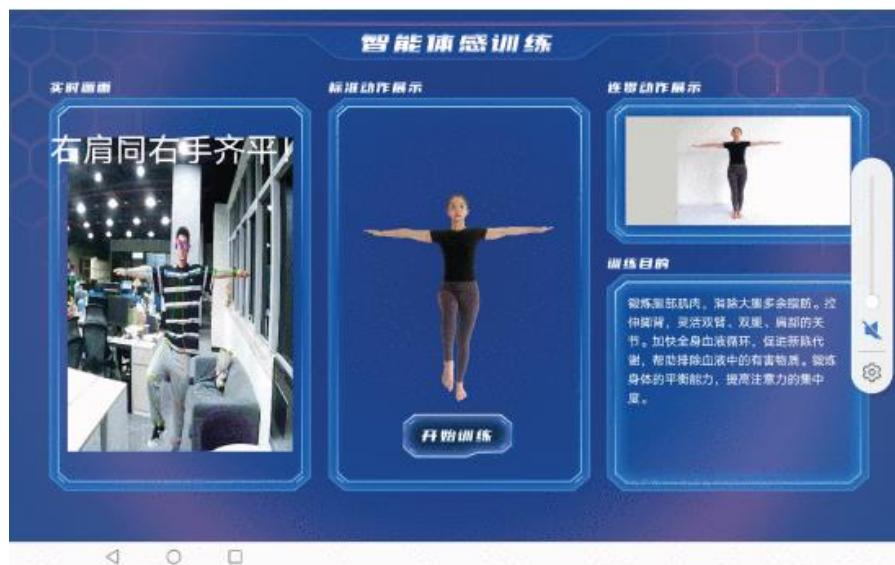 智能体感训练
实时画面
标准动作展示
连贯动作展示
右肩同右手齐平!
训练目的
锻炼腿部肌肉，消除大腿多余脂肪。拉
伸脚背，灵活双臂、双腿、肩部的关
节。加快全身血液循环，促进新陈代
谢，帮助排除血液中的有害物质。锻炼
身体的平衡能力，提高注意力的集中
度。
开始训练